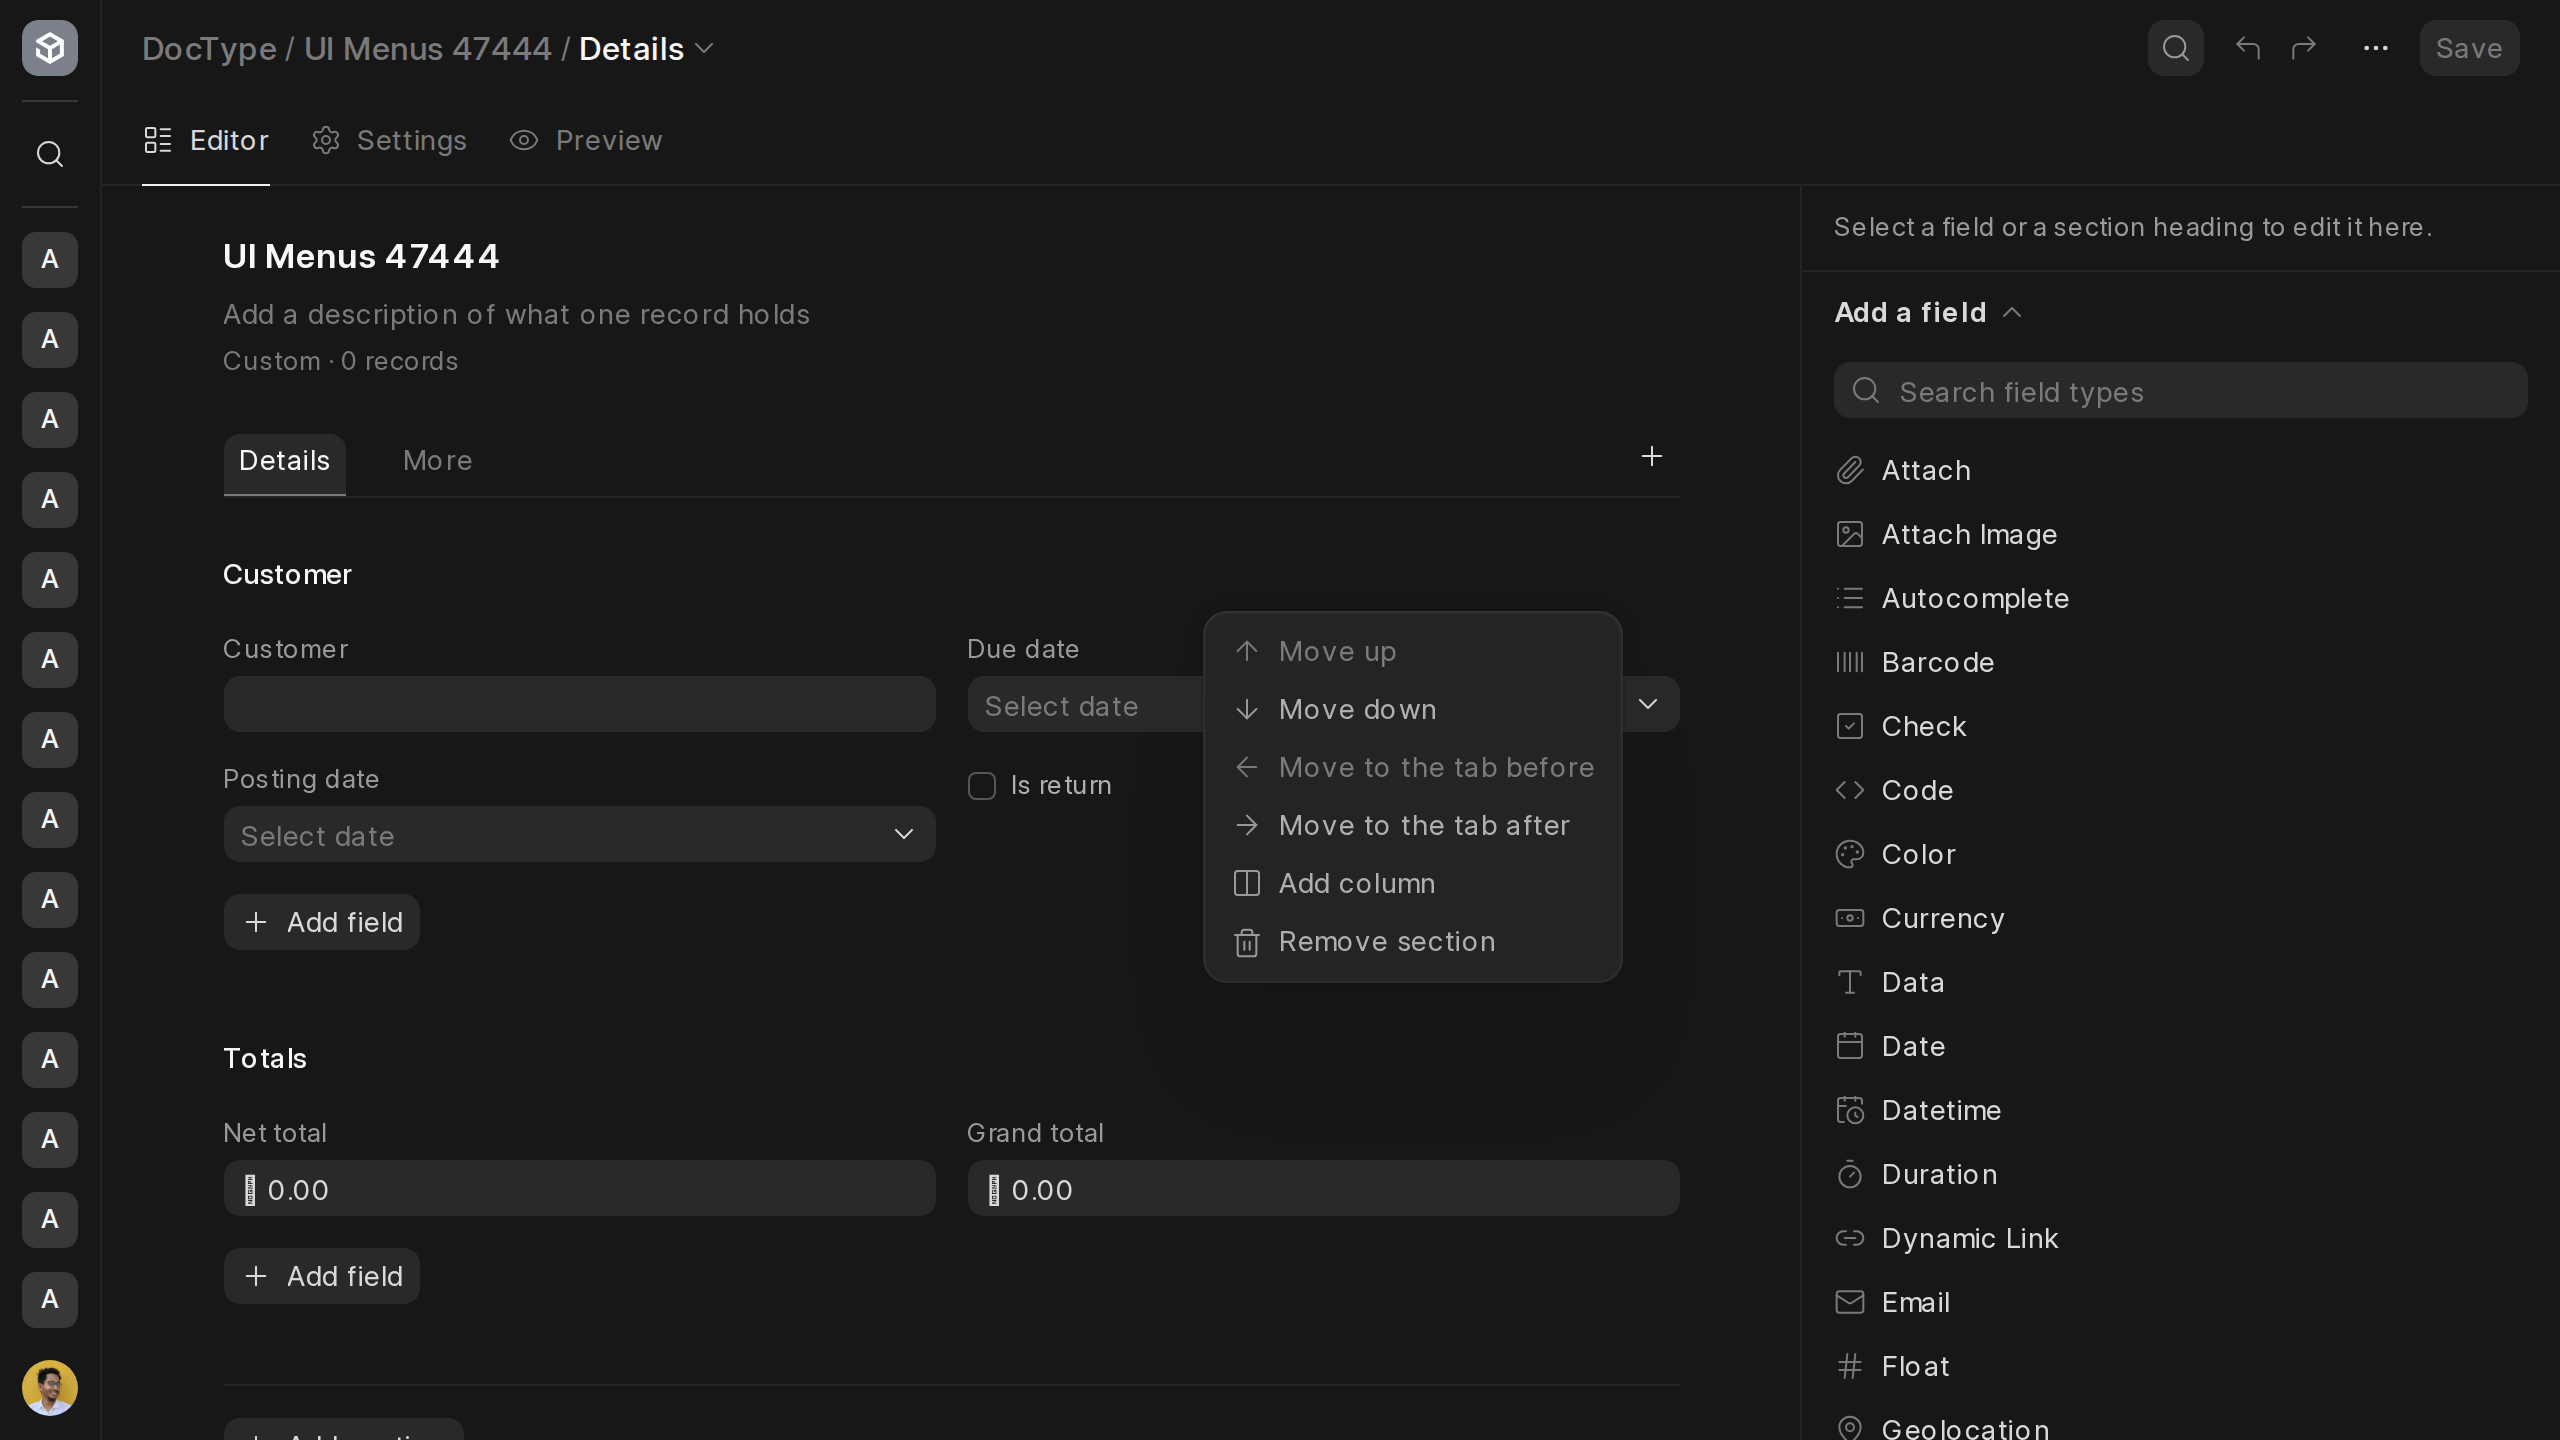 DocType / UI Menus 47444 / Details
Save
Editor
Settings
Preview
A
A
A
A
A
A
A
A
A
A
A
A
A
A
UI Menus 47444
Add a description of what one record holds
Custom · 0 records
Details
More
Customer
Customer
Due date
Select date
Posting date
Select date
Is return
Add field
Move up
Move down
Move to the tab before
Move to the tab after
Add column
Remove section
Totals
Net total
Grand total
0.00
0.00
Add field
Select a field or a section heading to edit it here.
Add a field
Search field types
Attach
Attach Image
Autocomplete
Barcode
Check
Code
Color
Currency
Data
Date
Datetime
Duration
Dynamic Link
Email
Float
Geolocation